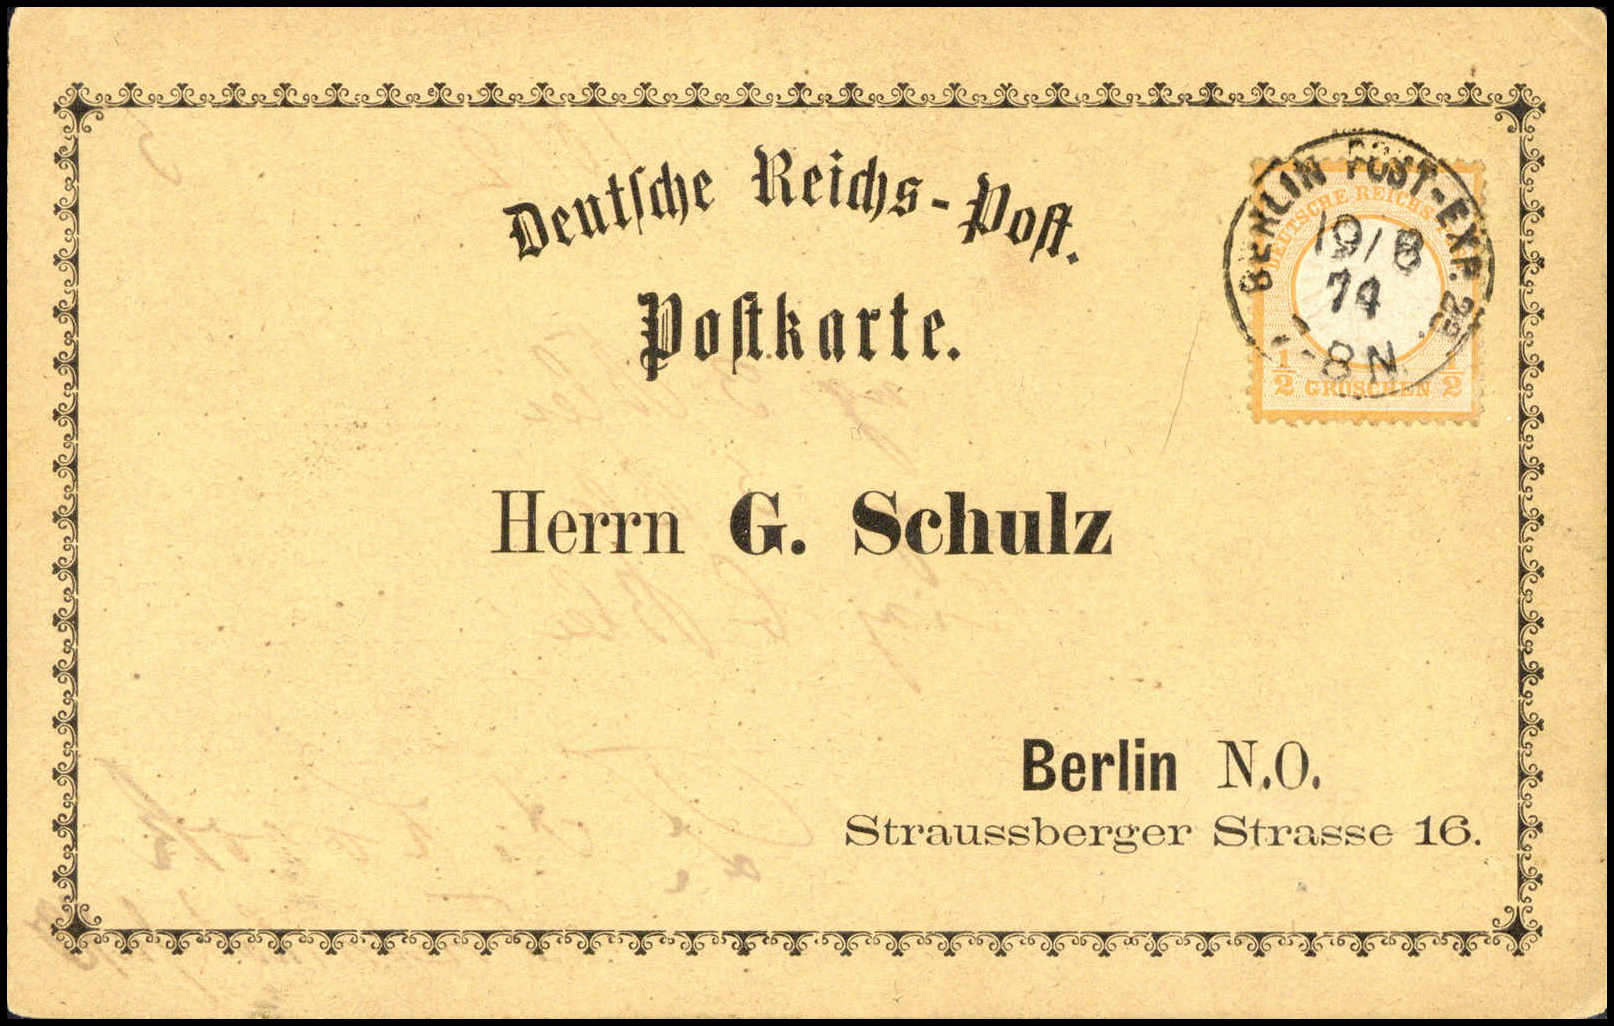 Deutsche Reichs-Post.
Postkarte.
BERLIN POST-EXP. 25
19/8
74
8 N.
DEUTSCHE REICHS
1/2 GROSCHEN 1/2
Herrn G. Schulz
Berlin N.O.
Straussberger Strasse 16.